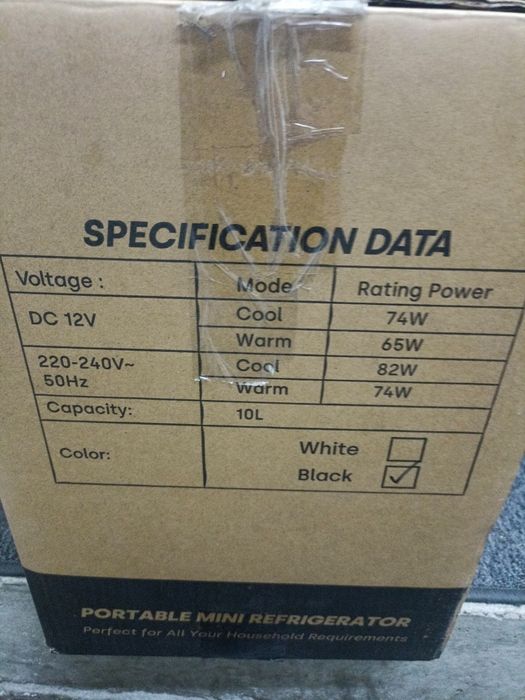 SPECIFICATION DATA
Voltage : Mode Rating Power
DC 12V Cool 74W
Warm 65W
220-240V~ Cool 82W
50Hz Warm 74W
Capacity: 10L
Color: White
Black
PORTABLE MINI REFRIGERATOR
Perfect for All Your Household Requirements